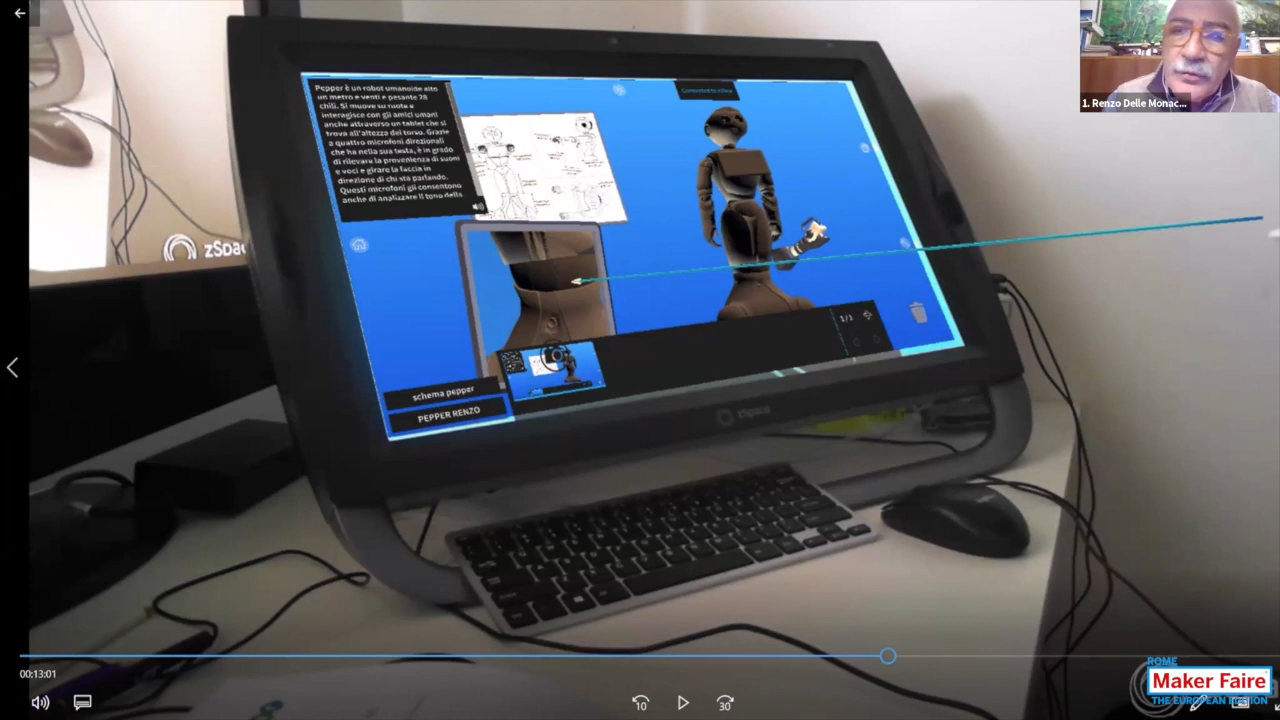 1. Renzo Delle Monac...
Pepper è un robot umanoide alto
un metro e venti e pesante 28
chili. Si muove su ruote e
interagisce con gli amici umani
anche attraverso un tablet che si
trova all'altezza del torso. Grazie
a quattro microfoni direzionali
che ha nella sua testa, è in grado
di rilevare la provenienza di suoni
e voci e girare la faccia in
direzione di chi sta parlando.
Questi microfoni gli consentono
anche di analizzare il tono della
zSpac
1/1
schema pepper
PEPPER RENZO
zSpace
00:13:01
10
30
ROME
Maker Faire
THE EUROPEAN EDITION